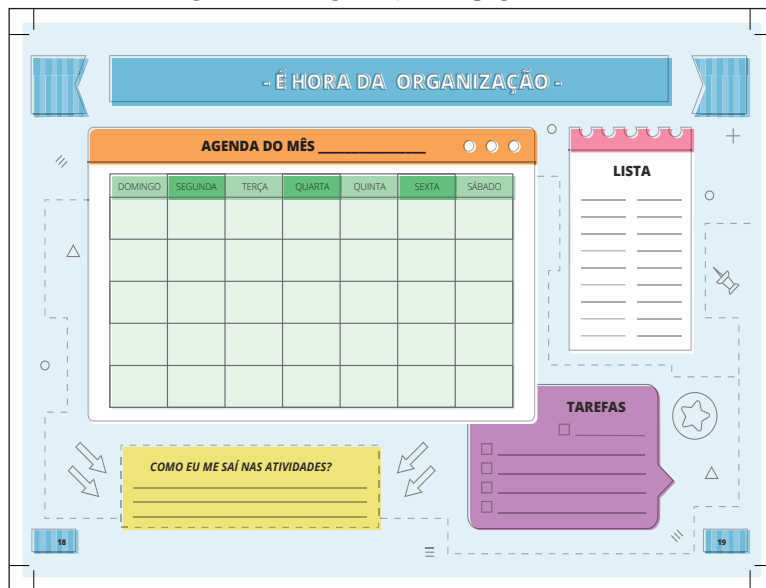 - É HORA DA ORGANIZAÇÃO -
AGENDA DO MÊS ________________
DOMINGO SEGUNDA TERÇA QUARTA QUINTA SEXTA SÁBADO
LISTA
TAREFAS
COMO EU ME SAÍ NAS ATIVIDADES?
18
19